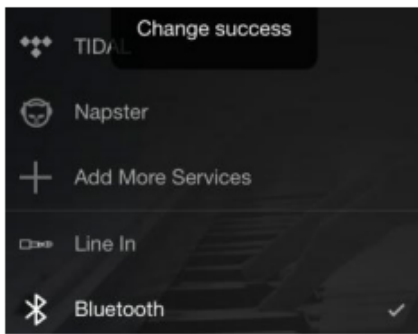 Change success
TIDAL
Napster
Add More Services
Line In
Bluetooth